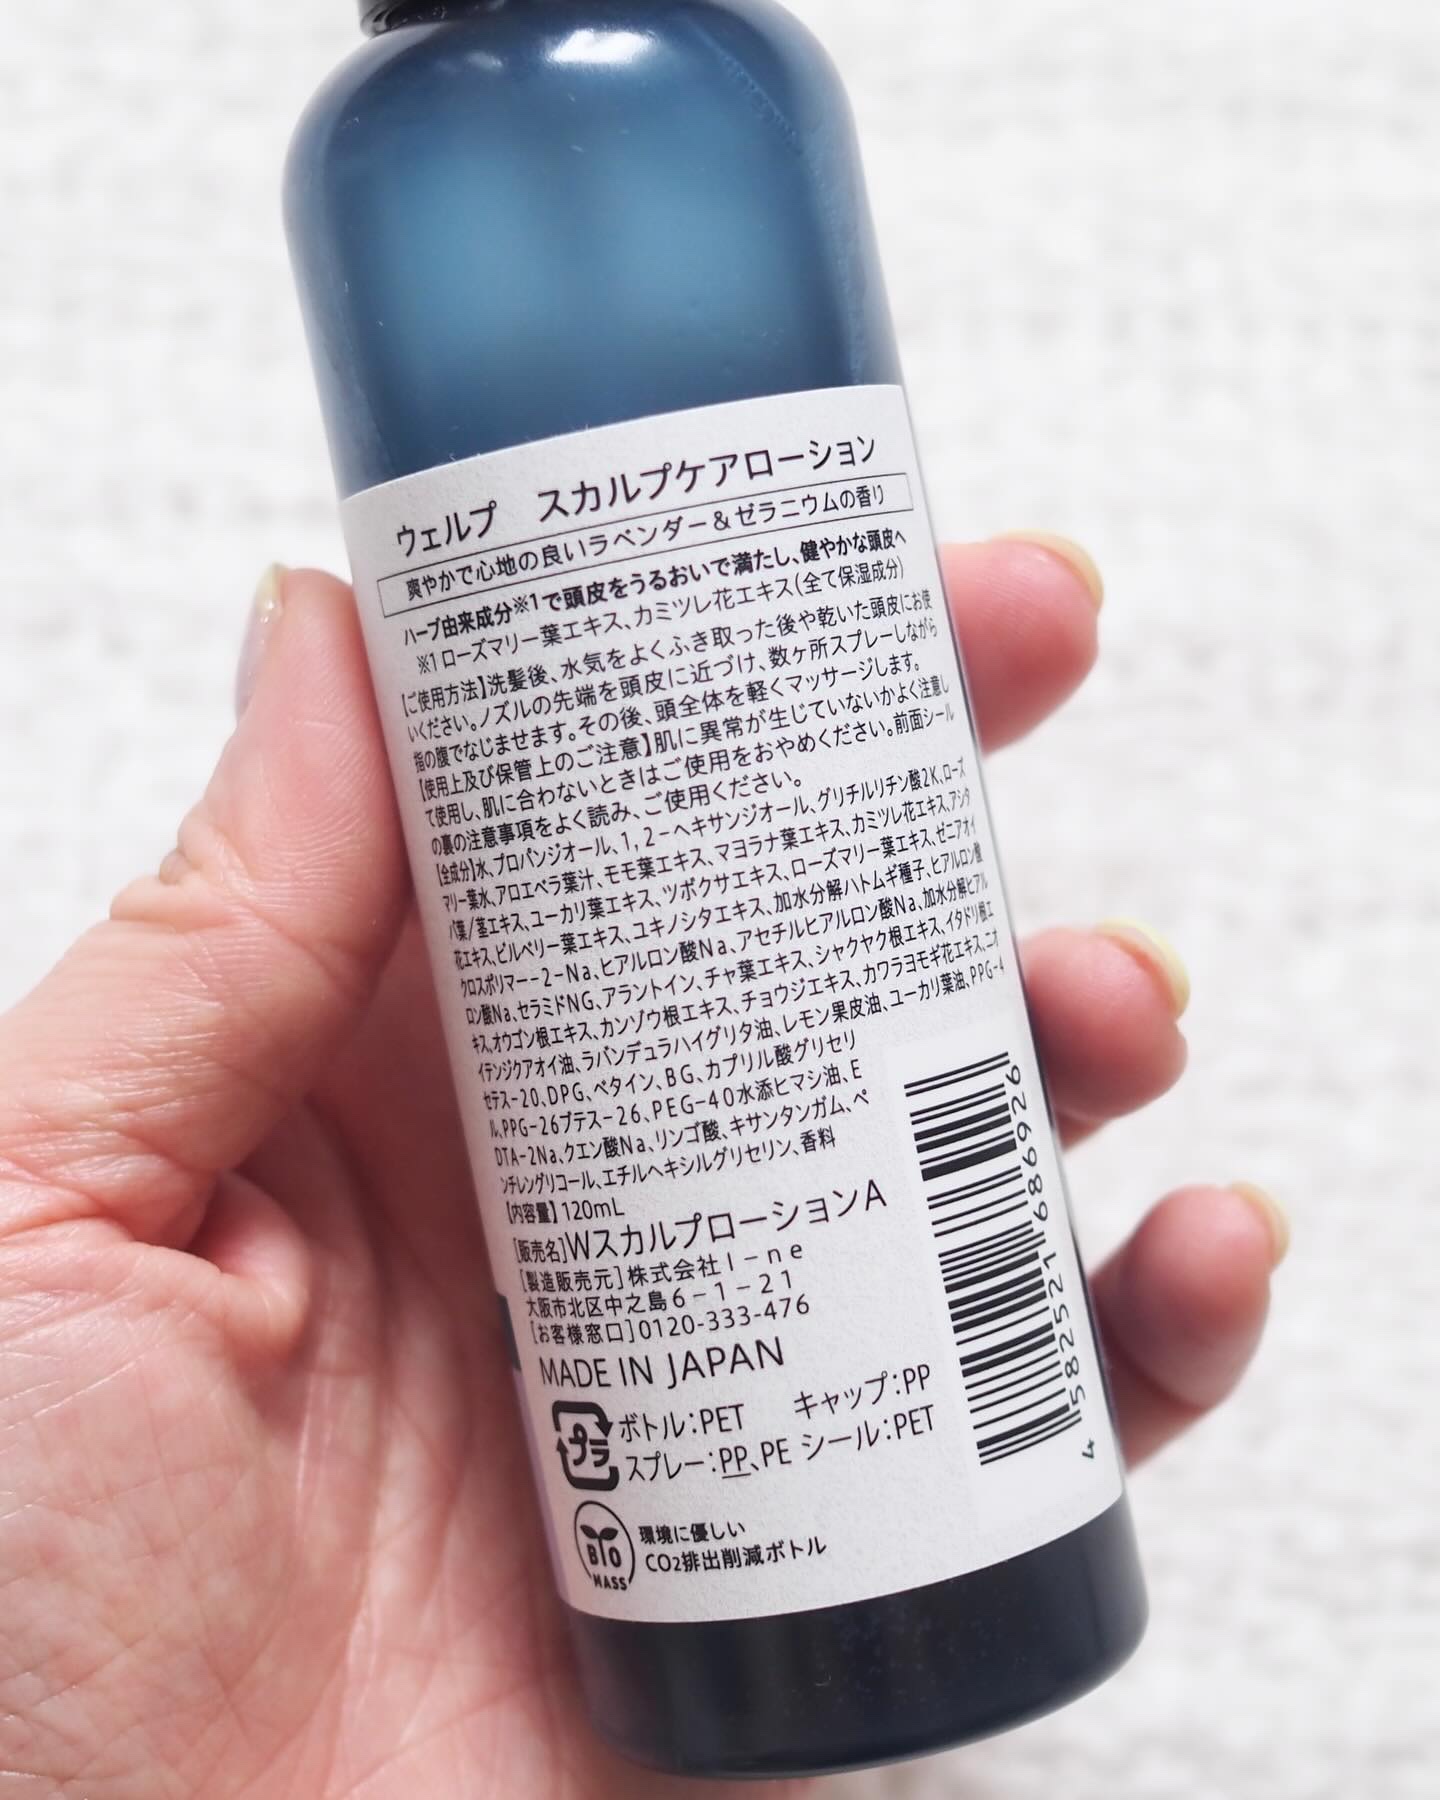 ウェルプ　スカルプケアローション
爽やかで心地の良いラベンダー＆ゼラニウムの香り
ハーブ由来成分※1で頭皮をうるおいで満たし、健やかな頭皮へ
※1 ローズマリー葉エキス、カミツレ花エキス(全て保湿成分)
【ご使用方法】洗髪後、水気をよくふき取った後や乾いた頭皮にお使
いください。ノズルの先端を頭皮に近づけ、数ヶ所スプレーしながら
指の腹でなじませます。その後、頭全体を軽くマッサージします。
【使用上及び保管上のご注意】肌に異常が生じていないかよく注意し
て使用し、肌に合わないときはご使用をおやめください。前面シール
の裏の注意事項をよく読み、ご使用ください。
【全成分】水、プロパンジオール、1,2-ヘキサンジオール、グリチルリチン酸2K、ローズ
マリー葉水、アロエベラ葉汁、モモ葉エキス、マヨラナ葉エキス、カミツレ花エキス、アシタ
バ葉/茎エキス、ユーカリ葉エキス、ツボクサエキス、ローズマリー葉エキス、ゼニアオイ
花エキス、ビルベリー葉エキス、ユキノシタエキス、加水分解ハトムギ種子、ヒアルロン酸
クロスポリマー-2-Na、ヒアルロン酸Na、アセチルヒアルロン酸Na、加水分解ヒアル
ロン酸Na、セラミドNG、アラントイン、チャ葉エキス、シャクヤク根エキス、イタドリ根エ
キス、オウゴン根エキス、カンゾウ根エキス、チョウジエキス、カワラヨモギ花エキス、ニオ
イテンジクアオイ油、ラバンデュラハイグリタ油、レモン果皮油、ユーカリ葉油、PPG-4
セテス-20、DPG、ベタイン、BG、カプリル酸グリセリ
ル、PPG-26ブテス-26、PEG-40水添ヒマシ油、E
DTA-2Na、クエン酸Na、リンゴ酸、キサンタンガム、ペ
ンチレングリコール、エチルヘキシルグリセリン、香料
【内容量】120mL
[販売名]WスカルプローションA
[製造販売元]株式会社I-ne
大阪市北区中之島6-1-21
[お客様窓口]0120-333-476
MADE IN JAPAN
プラ
ボトル:PET　キャップ:PP
スプレー:PP、PE シール:PET
BIO
MASS
環境に優しい
CO2排出削減ボトル
4 582521 686926